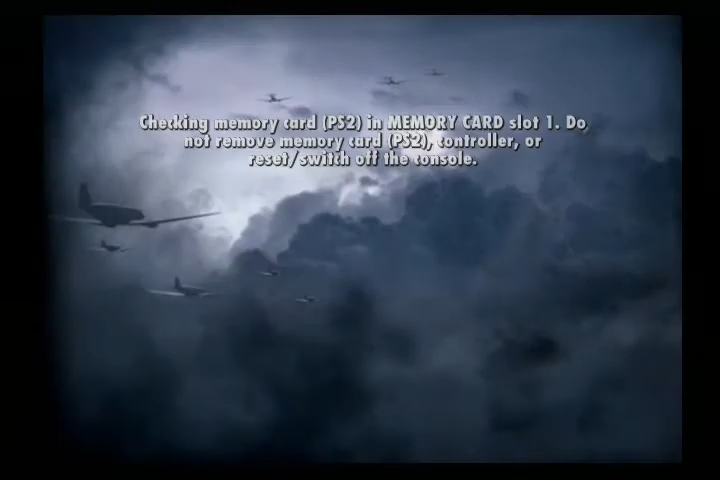 Checking memory card (PS2) in MEMORY CARD slot 1. Do
not remove memory card (PS2), controller, or
reset/switch off the console.